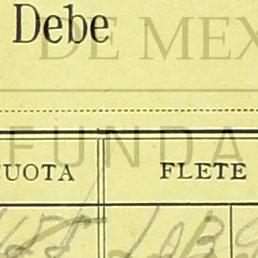 Debe
DE MEX
FUNDA
CUOTA FLETE